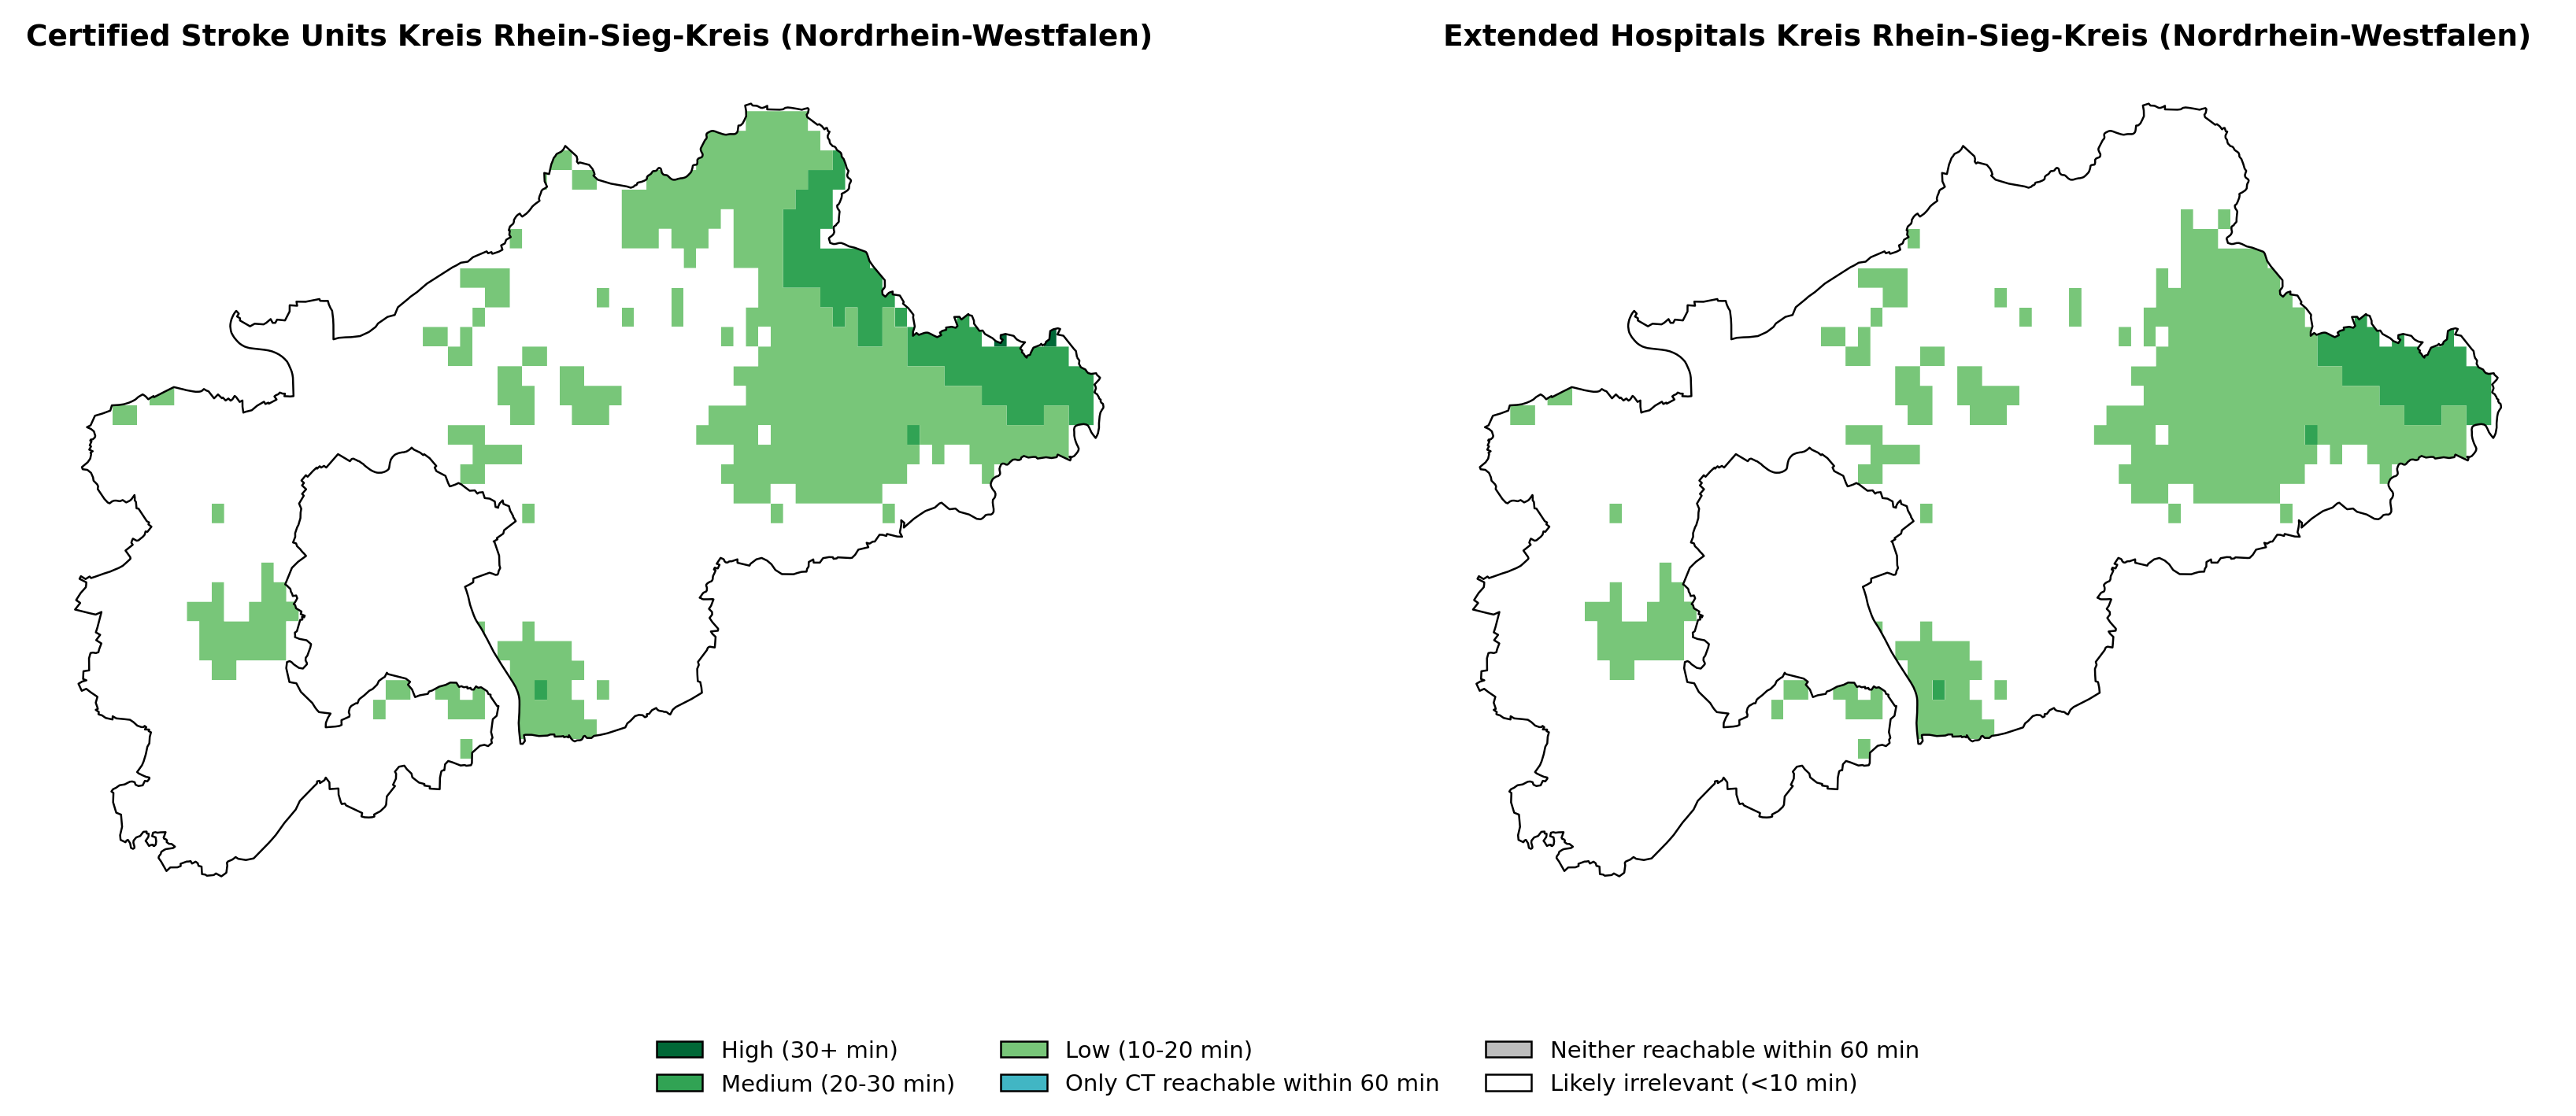 Certified Stroke Units Kreis Rhein-Sieg-Kreis (Nordrhein-Westfalen)
Extended Hospitals Kreis Rhein-Sieg-Kreis (Nordrhein-Westfalen)
High (30+ min)
Medium (20-30 min)
Low (10-20 min)
Only CT reachable within 60 min
Neither reachable within 60 min
Likely irrelevant (<10 min)